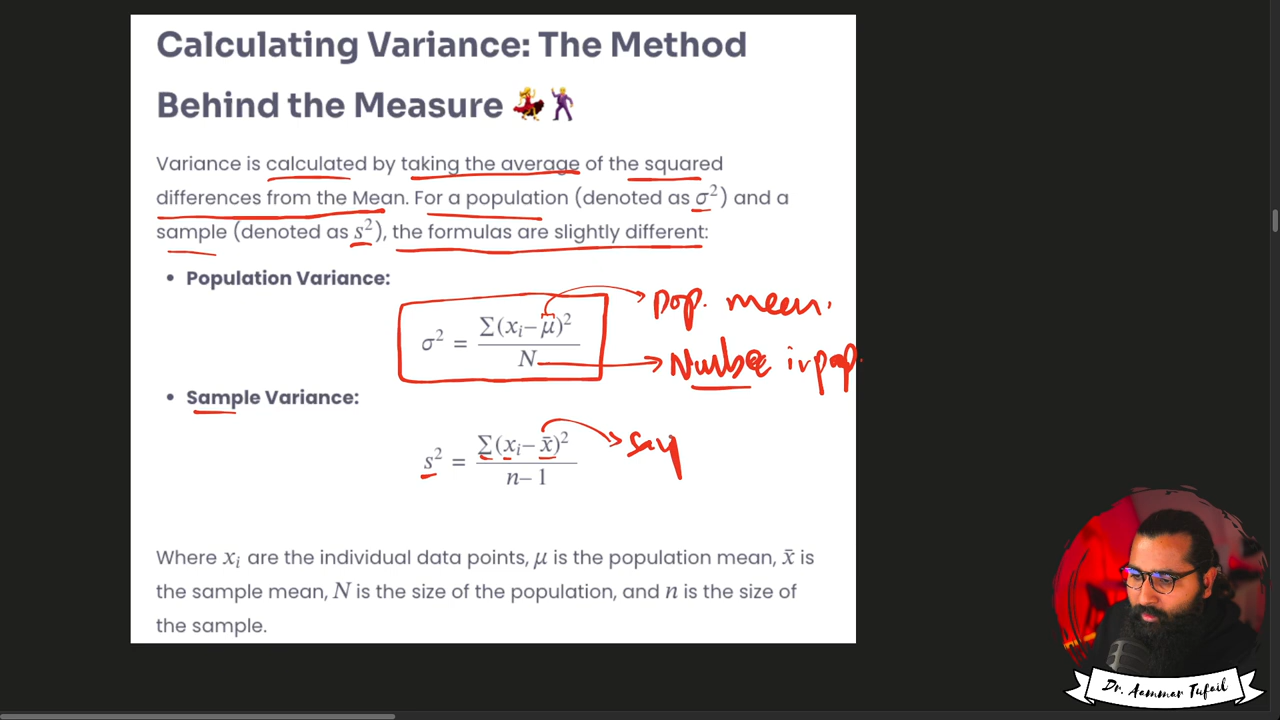 Calculating Variance: The Method
Behind the Measure 💃🕺
Variance is calculated by taking the average of the squared
differences from the Mean. For a population (denoted as σ²) and a
sample (denoted as s²), the formulas are slightly different:
• Population Variance:
σ² = Σ(xᵢ– μ)² / N
pop. mean.
• Sample Variance:
s² = Σ(xᵢ– x̄)² / n– 1
Where xᵢ are the individual data points, μ is the population mean, x̄ is
the sample mean, N is the size of the population, and n is the size of
the sample.
Dr. Aammar Tufail